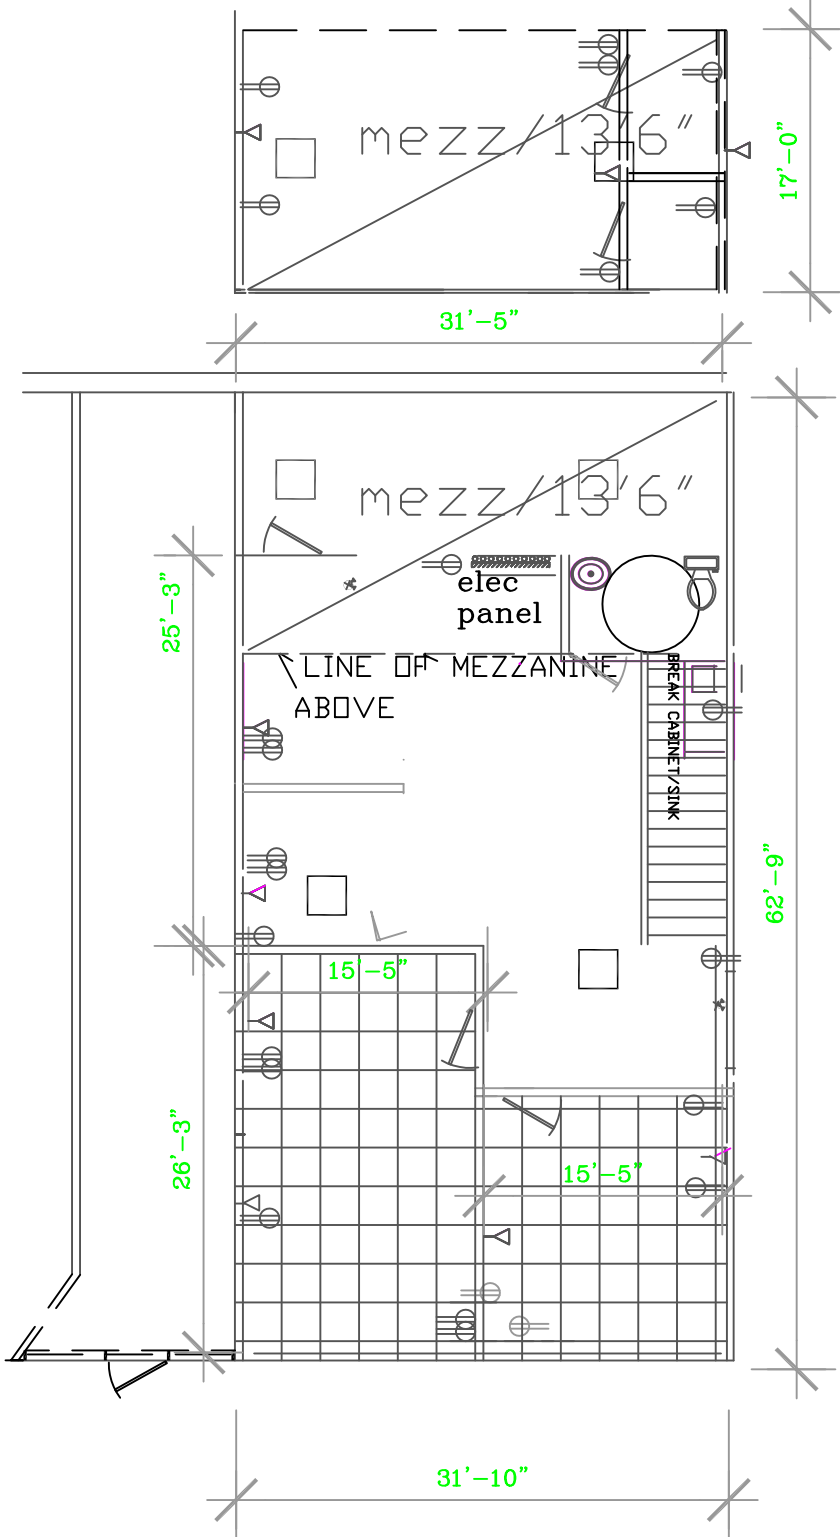 mezz/13'6"
17'-0"
31'-5"
mezz/13'6"
25'-3"
elec
panel
LINE OF MEZZANINE
ABOVE
BREAK CABINET/SINK
62'-9"
15'-5"
26'-3"
15'-5"
31'-10"